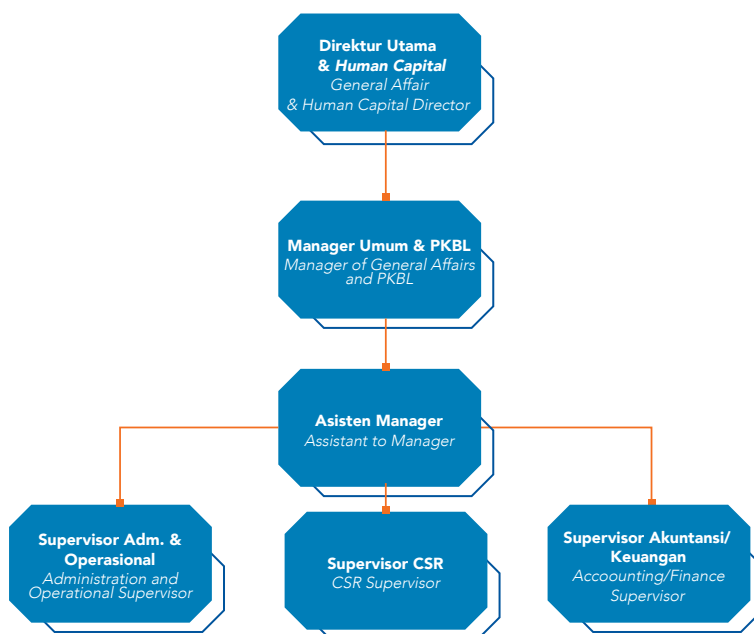 Direktur Utama
& Human Capital
General Affair
& Human Capital Director
Manager Umum & PKBL
Manager of General Affairs
and PKBL
Asisten Manager
Assistant to Manager
Supervisor Adm. &
Operasional
Administration and
Operational Supervisor
Supervisor CSR
CSR Supervisor
Supervisor Akuntansi/
Keuangan
Accoounting/Finance
Supervisor